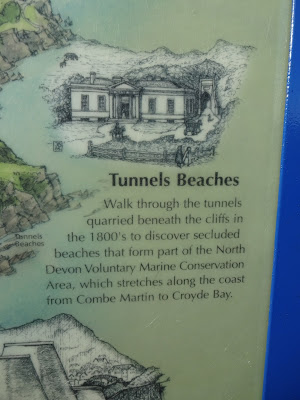 Tunnels Beaches
Walk through the tunnels
quarried beneath the cliffs in
the 1800's to discover secluded
beaches that form part of the North
Devon Voluntary Marine Conservation
Area, which stretches along the coast
from Combe Martin to Croyde Bay.
Tunnels
Beaches